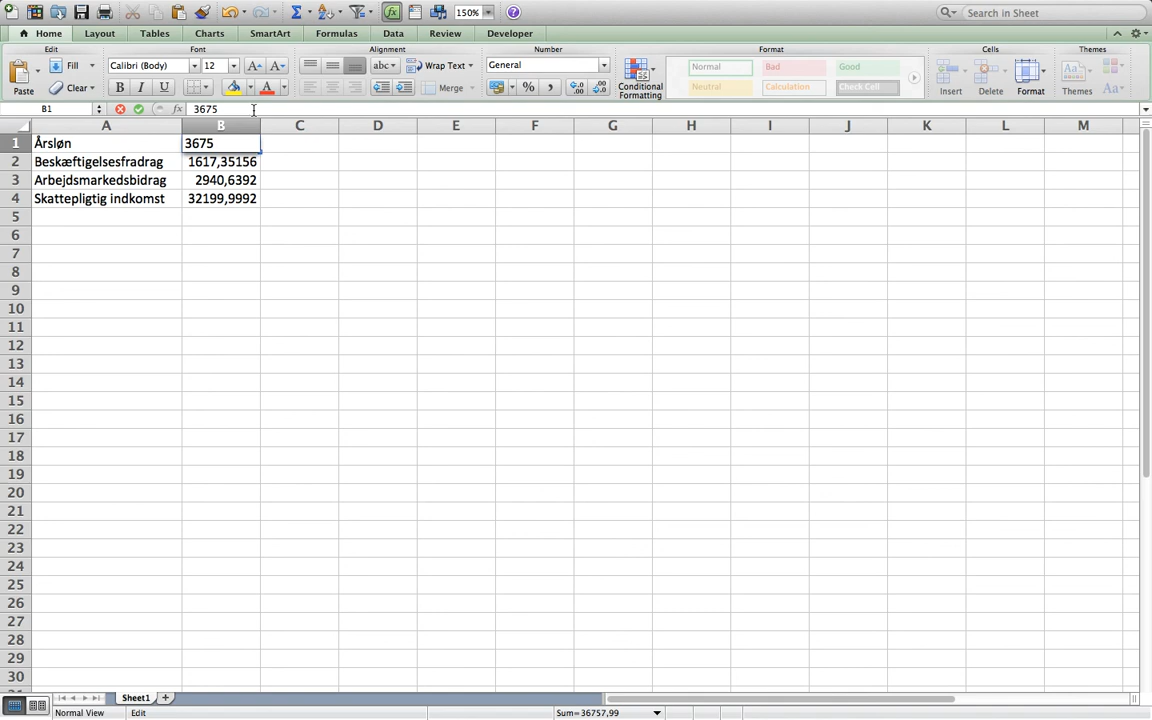 150%
Search in Sheet
Home Layout Tables Charts SmartArt Formulas Data Review Developer
Edit Font Alignment Number Format Cells Themes
Fill Calibri (Body) 12 abc Wrap Text General Normal Bad Good
Paste Clear B I U A Merge % Conditional Formatting Neutral Calculation Check Cell Insert Delete Format Themes Aa
B1 fx 3675
A B C D E F G H I J K L M
1 Årsløn 3675
2 Beskæftigelsesfradrag 1617,35156
3 Arbejdsmarkedsbidrag 2940,6392
4 Skattepligtig indkomst 32199,9992
5
6
7
8
9
10
11
12
13
14
15
16
17
18
19
20
21
22
23
24
25
26
27
28
29
30
Sheet1
Normal View Edit Sum=36757,99